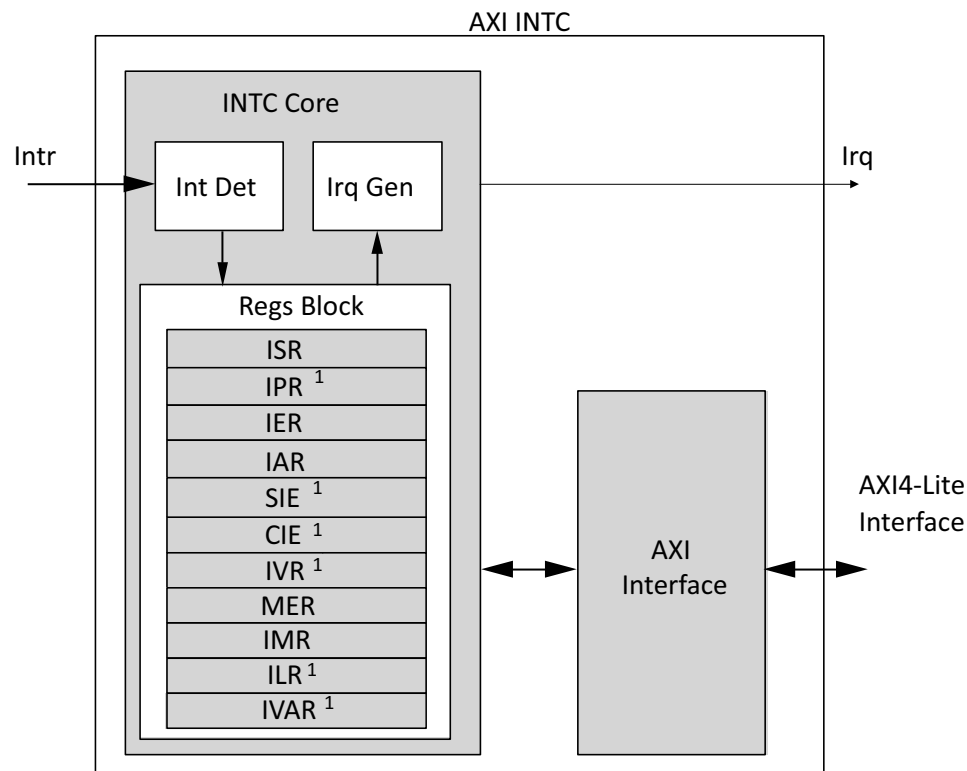 AXI INTC
INTC Core
Intr
Int Det
Irq Gen
Irq
Regs Block
ISR
IPR 1
IER
IAR
SIE 1
CIE 1
IVR 1
MER
IMR
ILR 1
IVAR 1
AXI
Interface
AXI4-Lite
Interface